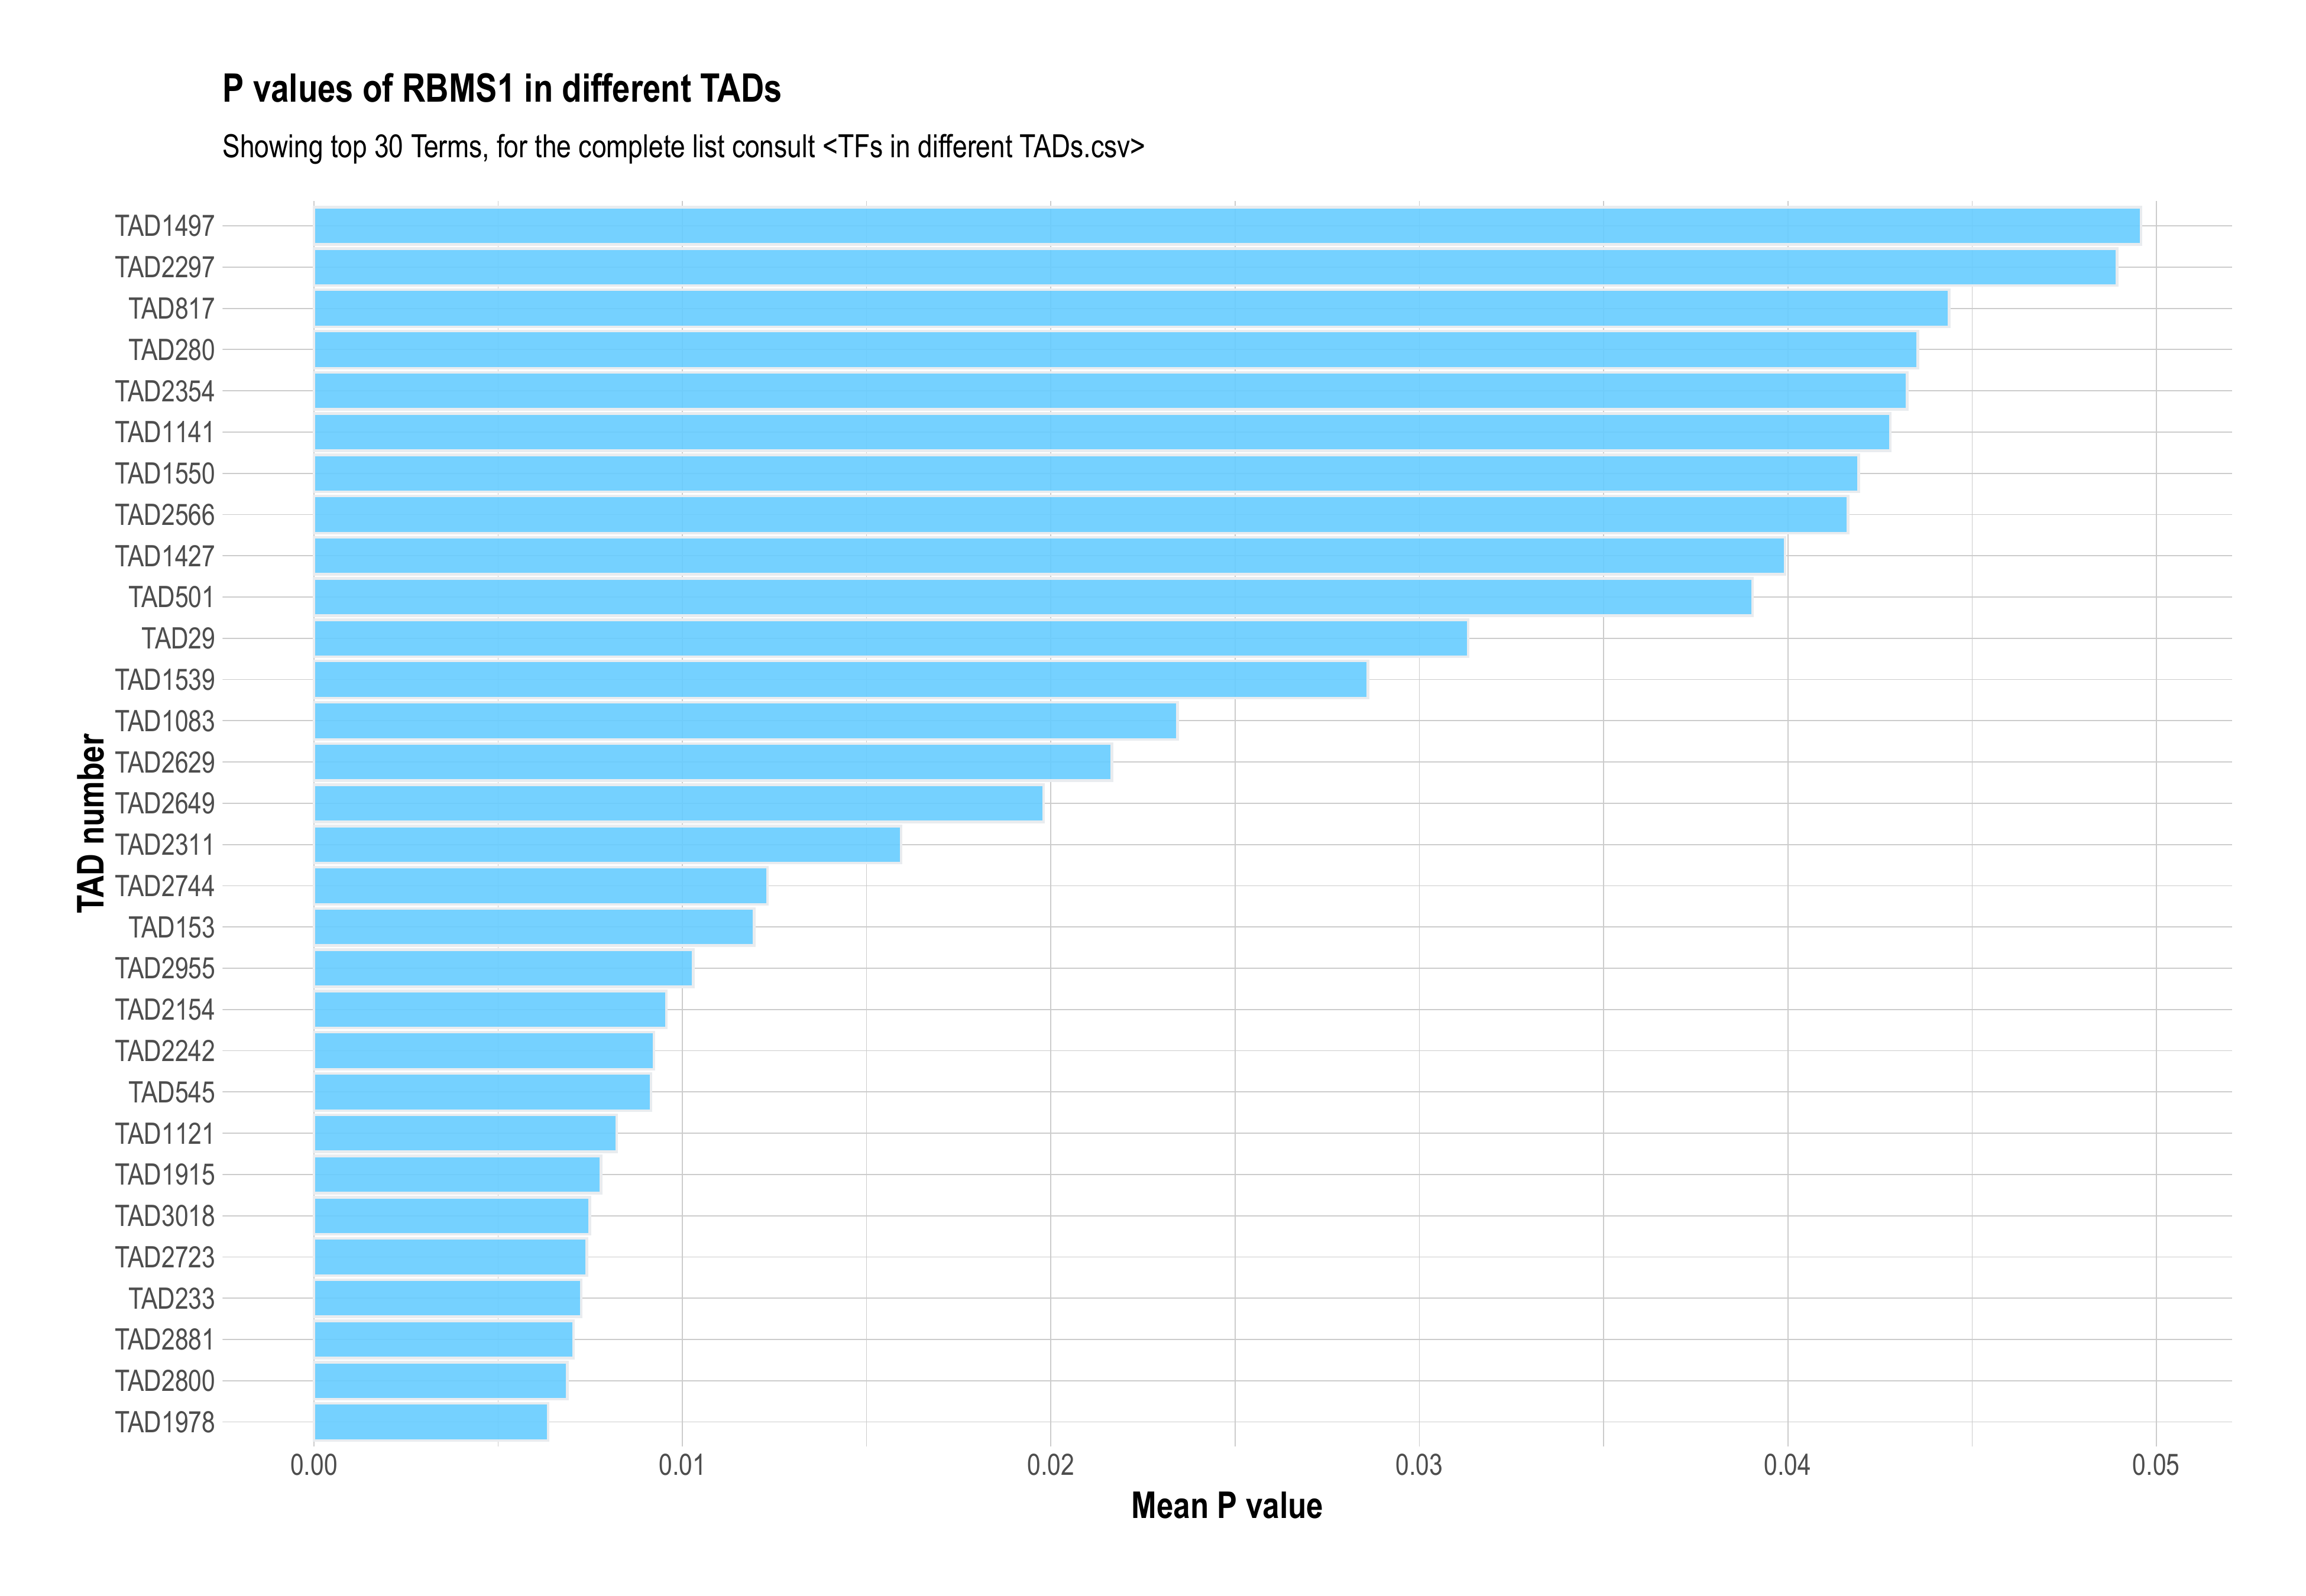 P values of RBMS1 in different TADs
Showing top 30 Terms, for the complete list consult <TFs in different TADs.csv>
TAD number
TAD1497
TAD2297
TAD817
TAD280
TAD2354
TAD1141
TAD1550
TAD2566
TAD1427
TAD501
TAD29
TAD1539
TAD1083
TAD2629
TAD2649
TAD2311
TAD2744
TAD153
TAD2955
TAD2154
TAD2242
TAD545
TAD1121
TAD1915
TAD3018
TAD2723
TAD233
TAD2881
TAD2800
TAD1978
0.00 0.01 0.02 0.03 0.04 0.05
Mean P value